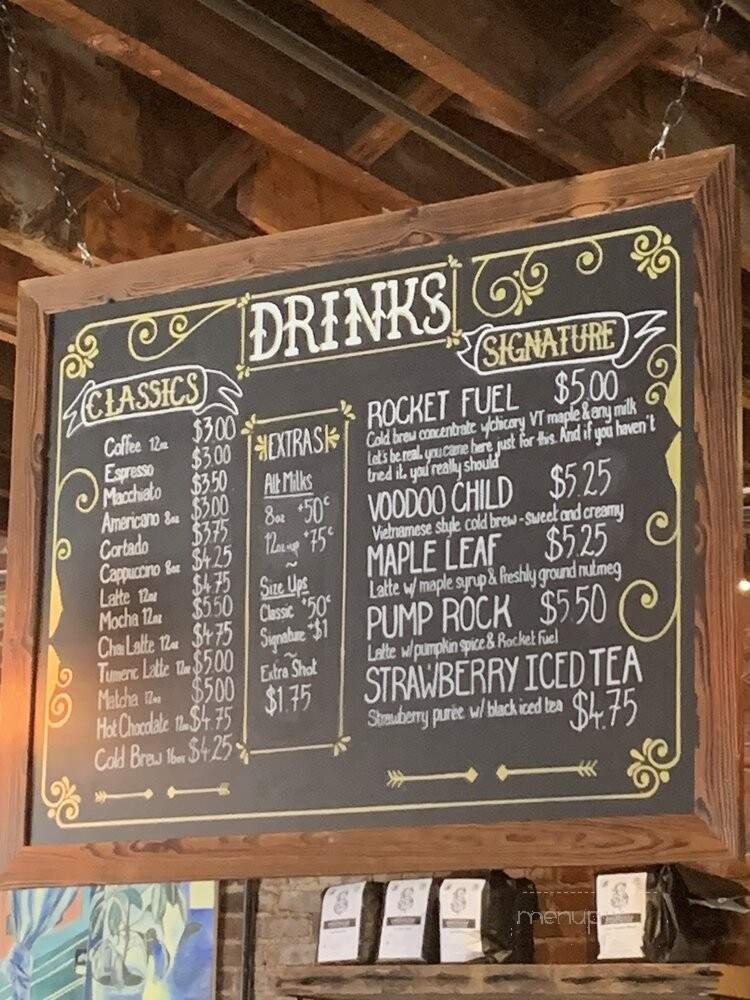 DRINKS
CLASSICS
Coffee 12oz $3.00
Espresso $3.00
Macchiato $3.50
Americano 8oz $3.00
Cortado $3.75
Cappuccino 8oz $4.25
Latte 12oz $4.75
Mocha 12oz $5.50
Chai Latte 12oz $4.75
Tumeric Latte 12oz $5.00
Matcha 12oz $5.00
Hot Chocolate 12oz $4.75
Cold Brew 16oz $4.25
EXTRAS
Alt Milks
8oz +50¢
12oz-up +75¢
~
Size Ups
Classic +50¢
Signature +$1
~
Extra Shot
$1.75
SIGNATURE
ROCKET FUEL $5.00
Cold brew concentrate w/chicory VT maple & any milk
Let's be real, you came here just for this. And if you haven't
tried it, you really should
VOODOO CHILD $5.25
Vietnamese style cold brew - sweet and creamy
MAPLE LEAF $5.25
Latte w/ maple syrup & freshly ground nutmeg
PUMP ROCK $5.50
Latte w/pumpkin spice & Rocket Fuel
STRAWBERRY ICED TEA
Strawberry purée w/ black iced tea $4.75
menup